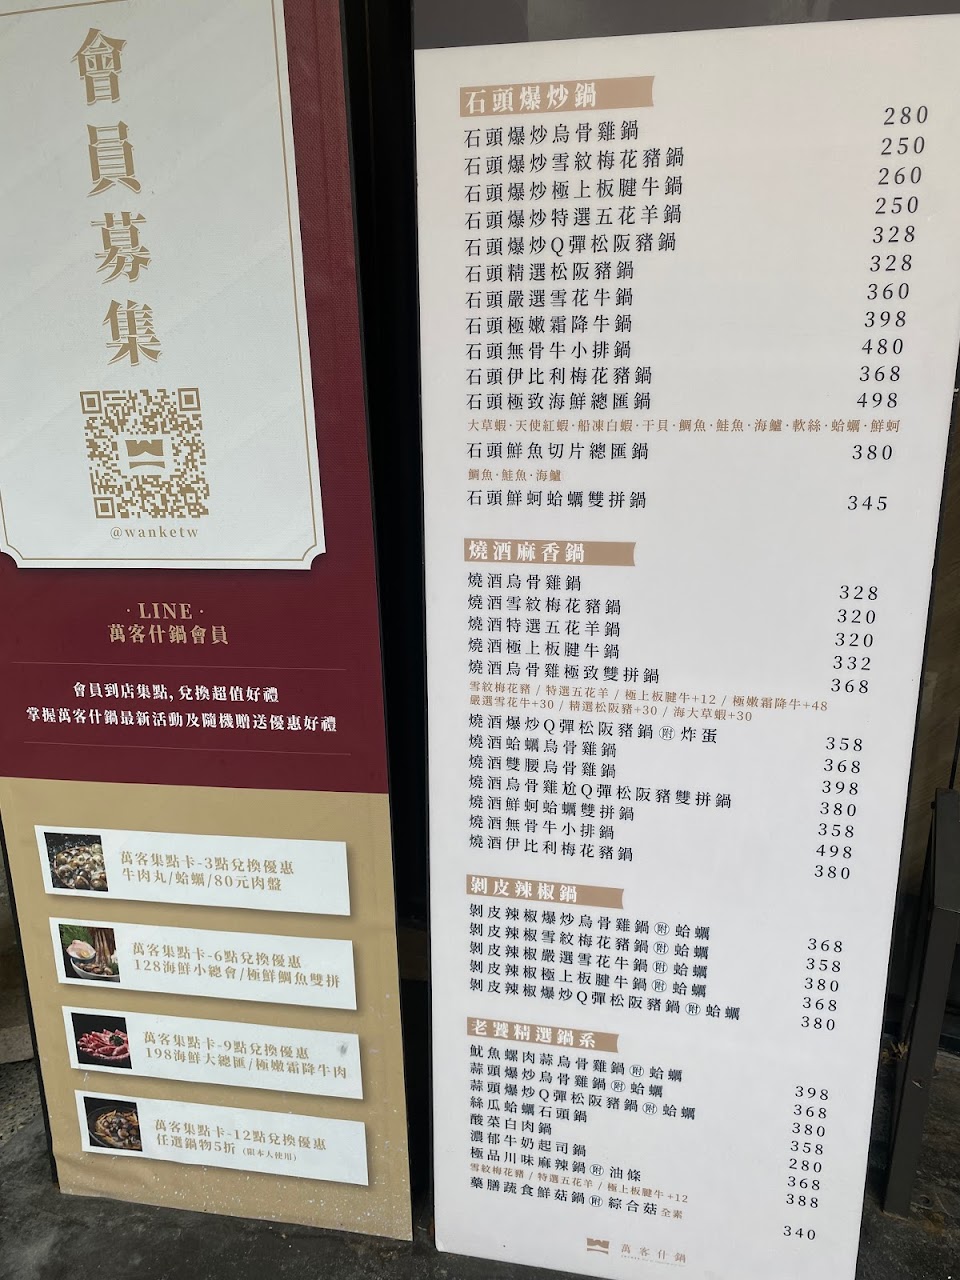 會員募集
@wanketw
·LINE·
萬客什鍋會員
會員到店集點,兌換超值好禮
掌握萬客什鍋最新活動及隨機贈送優惠好禮
萬客集點卡-3點兌換優惠
牛肉丸/蛤蠣/80元肉盤
萬客集點卡-6點兌換優惠
128海鮮小總會/極鮮鯛魚雙拼
萬客集點卡-9點兌換優惠
198海鮮大總匯/極嫩霜降牛肉
萬客集點卡-12點兌換優惠
任選鍋物5折(限本人使用)
石頭爆炒鍋
石頭爆炒烏骨雞鍋 280
石頭爆炒雪紋梅花豬鍋 250
石頭爆炒極上板腱牛鍋 260
石頭爆炒特選五花羊鍋 250
石頭爆炒Q彈松阪豬鍋 328
石頭精選松阪豬鍋 328
石頭嚴選雪花牛鍋 360
石頭極嫩霜降牛鍋 398
石頭無骨牛小排鍋 480
石頭伊比利梅花豬鍋 368
石頭極致海鮮總匯鍋 498
大草蝦·天使紅蝦·船凍白蝦·干貝·鯛魚·鮭魚·海鱸·軟絲·蛤蠣·鮮蚵
石頭鮮魚切片總匯鍋 380
鯛魚·鮭魚·海鱸
石頭鮮蚵蛤蠣雙拼鍋 345
燒酒麻香鍋
燒酒烏骨雞鍋 328
燒酒雪紋梅花豬鍋 320
燒酒特選五花羊鍋 320
燒酒極上板腱牛鍋 332
燒酒烏骨雞極致雙拼鍋 368
雪紋梅花豬 / 特選五花羊 / 極上板腱牛+12 / 極嫩霜降牛+48
嚴選雪花牛+30 / 精選松阪豬+30 / 海大草蝦+30
燒酒爆炒Q彈松阪豬鍋㊟附 炸蛋 358
燒酒蛤蠣烏骨雞鍋 368
燒酒雙腰烏骨雞鍋 398
燒酒烏骨雞尬Q彈松阪豬雙拼鍋 380
燒酒鮮蚵蛤蠣雙拼鍋 358
燒酒無骨牛小排鍋 498
燒酒伊比利梅花豬鍋 380
剝皮辣椒鍋
剝皮辣椒爆炒烏骨雞鍋附蛤蠣 368
剝皮辣椒雪紋梅花豬鍋附蛤蠣 358
剝皮辣椒嚴選雪花牛鍋附蛤蠣 380
剝皮辣椒極上板腱牛鍋附蛤蠣 368
剝皮辣椒爆炒Q彈松阪豬鍋附蛤蠣 380
老饕精選鍋系
魷魚螺肉蒜烏骨雞鍋附蛤蠣 398
蒜頭爆炒烏骨雞鍋附蛤蠣 368
蒜頭爆炒Q彈松阪豬鍋附蛤蠣 380
絲瓜蛤蠣石頭鍋 358
酸菜白肉鍋 280
濃郁牛奶起司鍋 368
極品川味麻辣鍋附油條 388
雪紋梅花豬 / 特選五花羊 / 極上板腱牛+12
藥膳蔬食鮮菇鍋附綜合菇全素 340
萬客什鍋